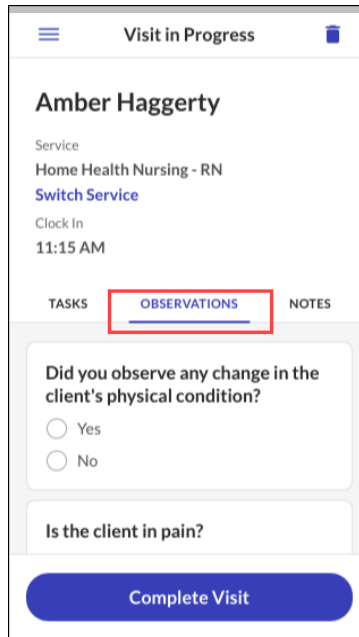 Visit in Progress
Amber Haggerty
Service
Home Health Nursing - RN
Switch Service
Clock In
11:15 AM
TASKS OBSERVATIONS NOTES
Did you observe any change in the
client's physical condition?
Yes
No
Is the client in pain?
Complete Visit